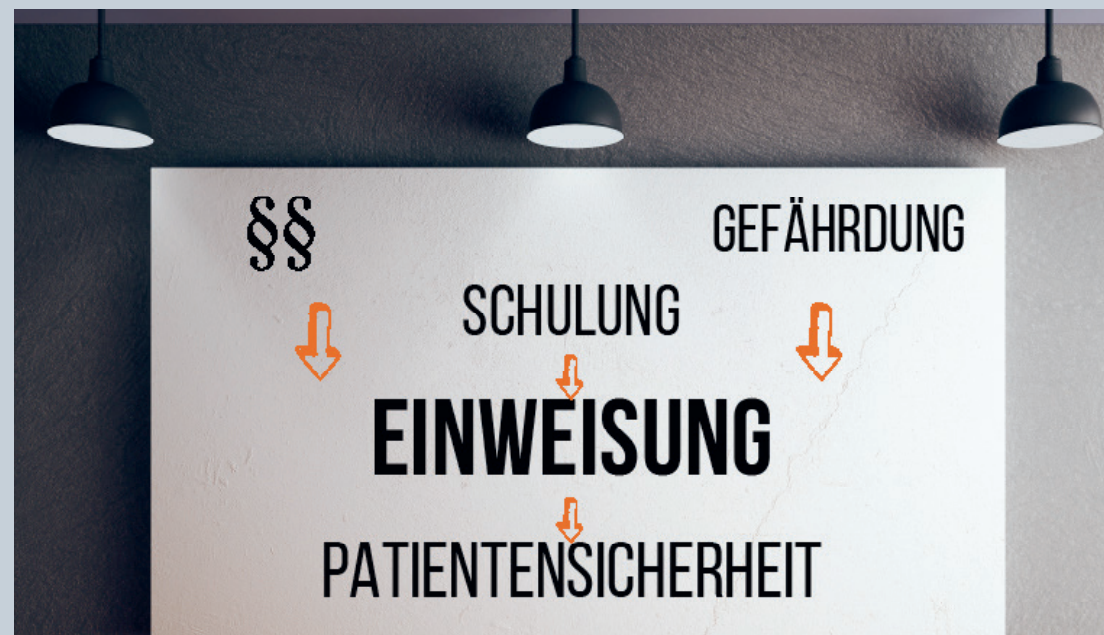 §§
GEFÄHRDUNG
SCHULUNG
EINWEISUNG
PATIENTENSICHERHEIT